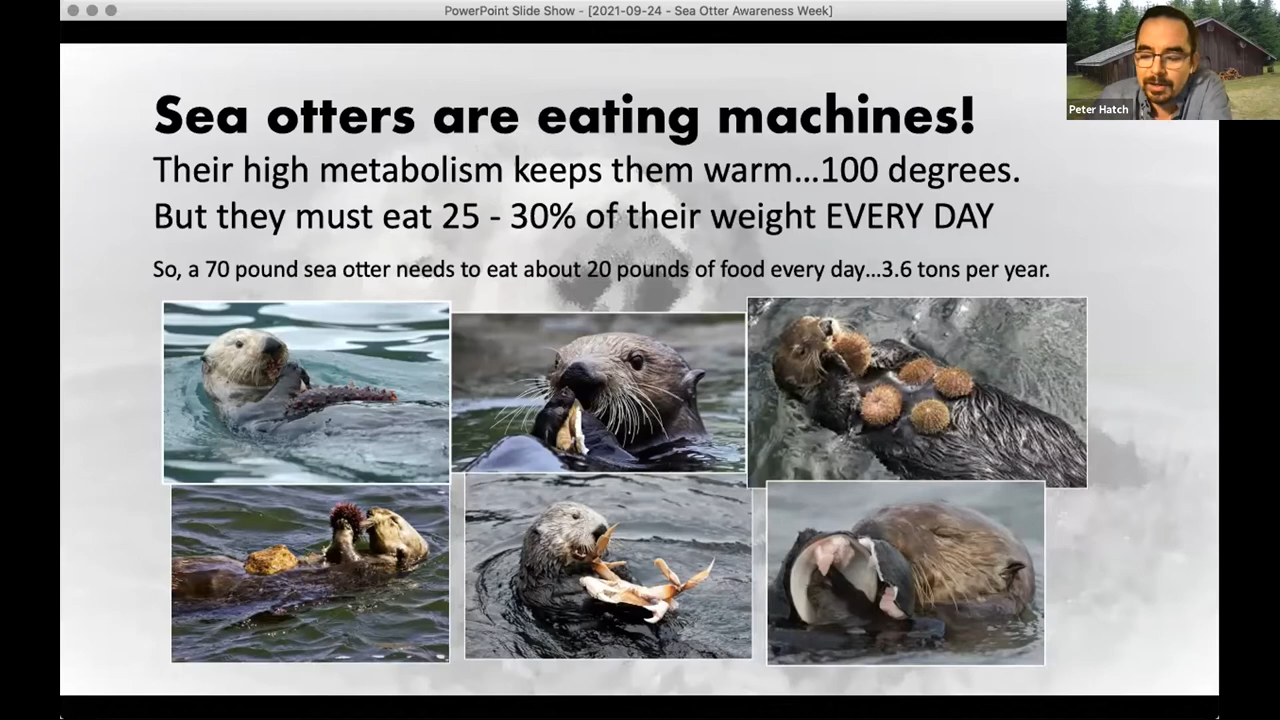 PowerPoint Slide Show - [2021-09-24 - Sea Otter Awareness Week]
Peter Hatch
Sea otters are eating machines!
Their high metabolism keeps them warm...100 degrees.
But they must eat 25 - 30% of their weight EVERY DAY
So, a 70 pound sea otter needs to eat about 20 pounds of food every day...3.6 tons per year.